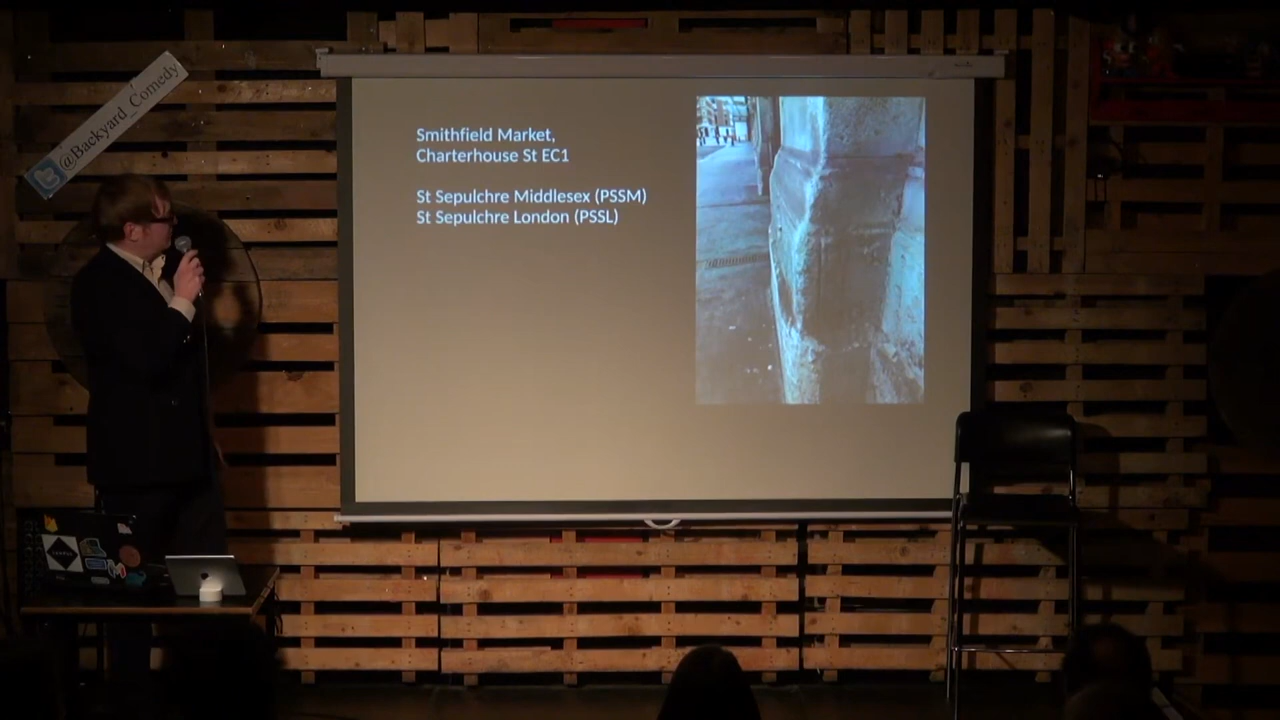 @Backyard_Comedy
Smithfield Market,
Charterhouse St EC1
St Sepulchre Middlesex (PSSM)
St Sepulchre London (PSSL)